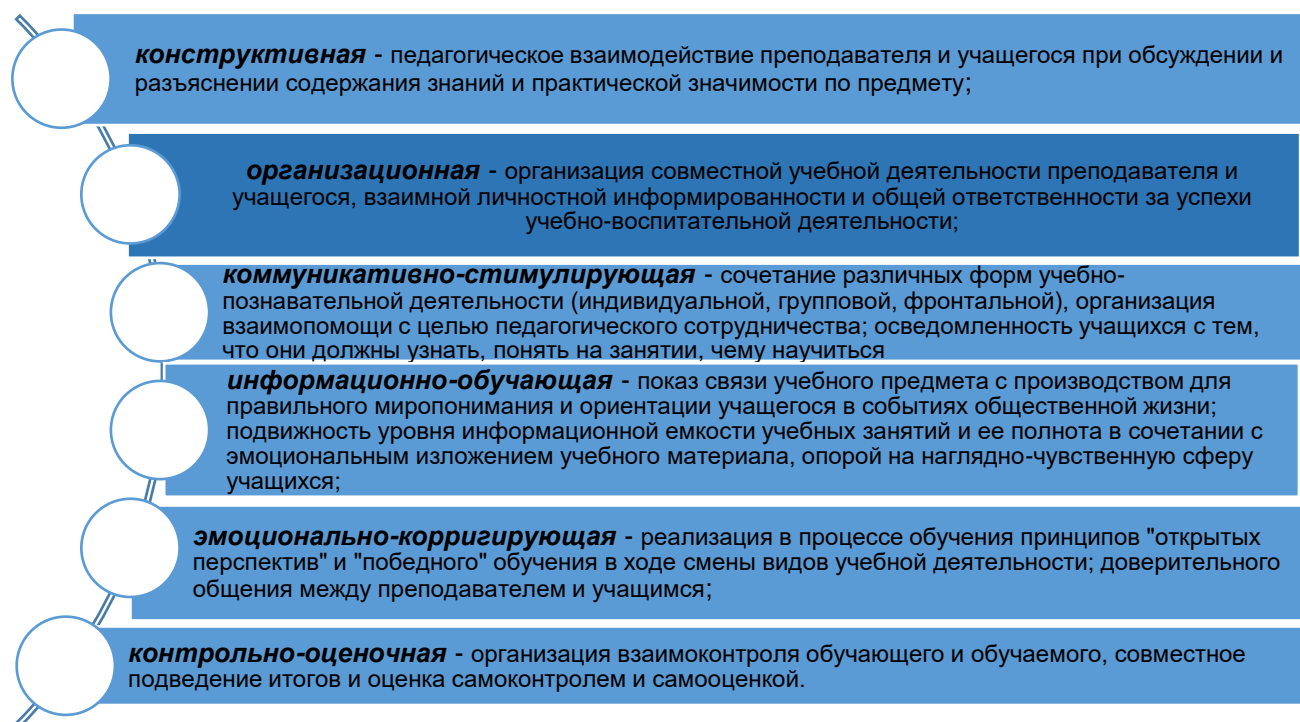 конструктивная - педагогическое взаимодействие преподавателя и учащегося при обсуждении и
разъяснении содержания знаний и практической значимости по предмету;
организационная - организация совместной учебной деятельности преподавателя и
учащегося, взаимной личностной информированности и общей ответственности за успехи
учебно-воспитательной деятельности;
коммуникативно-стимулирующая - сочетание различных форм учебно-
познавательной деятельности (индивидуальной, групповой, фронтальной), организация
взаимопомощи с целью педагогического сотрудничества; осведомленность учащихся с тем,
что они должны узнать, понять на занятии, чему научиться
информационно-обучающая - показ связи учебного предмета с производством для
правильного миропонимания и ориентации учащегося в событиях общественной жизни;
подвижность уровня информационной емкости учебных занятий и ее полнота в сочетании с
эмоциональным изложением учебного материала, опорой на наглядно-чувственную сферу
учащихся;
эмоционально-корригирующая - реализация в процессе обучения принципов "открытых
перспектив" и "победного" обучения в ходе смены видов учебной деятельности; доверительного
общения между преподавателем и учащимся;
контрольно-оценочная - организация взаимоконтроля обучающего и обучаемого, совместное
подведение итогов и оценка самоконтролем и самооценкой.